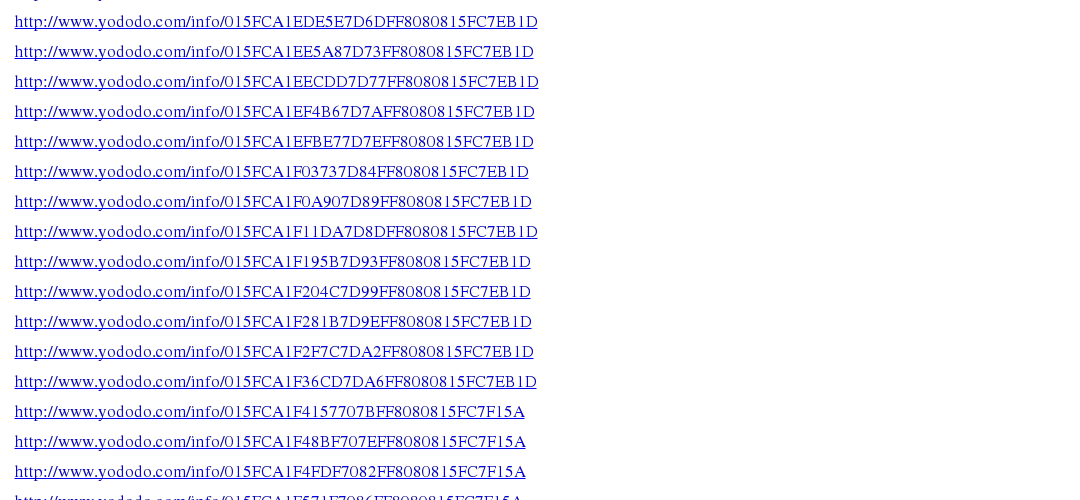 http://www.yododo.com/info/015FCA1EDE5E7D6DFF8080815FC7EB1D
http://www.yododo.com/info/015FCA1EE5A87D73FF8080815FC7EB1D
http://www.yododo.com/info/015FCA1EECDD7D77FF8080815FC7EB1D
http://www.yododo.com/info/015FCA1EF4B67D7AFF8080815FC7EB1D
http://www.yododo.com/info/015FCA1EFBE77D7EFF8080815FC7EB1D
http://www.yododo.com/info/015FCA1F03737D84FF8080815FC7EB1D
http://www.yododo.com/info/015FCA1F0A907D89FF8080815FC7EB1D
http://www.yododo.com/info/015FCA1F11DA7D8DFF8080815FC7EB1D
http://www.yododo.com/info/015FCA1F195B7D93FF8080815FC7EB1D
http://www.yododo.com/info/015FCA1F204C7D99FF8080815FC7EB1D
http://www.yododo.com/info/015FCA1F281B7D9EFF8080815FC7EB1D
http://www.yododo.com/info/015FCA1F2F7C7DA2FF8080815FC7EB1D
http://www.yododo.com/info/015FCA1F36CD7DA6FF8080815FC7EB1D
http://www.yododo.com/info/015FCA1F4157707BFF8080815FC7F15A
http://www.yododo.com/info/015FCA1F48BF707EFF8080815FC7F15A
http://www.yododo.com/info/015FCA1F4FDF7082FF8080815FC7F15A